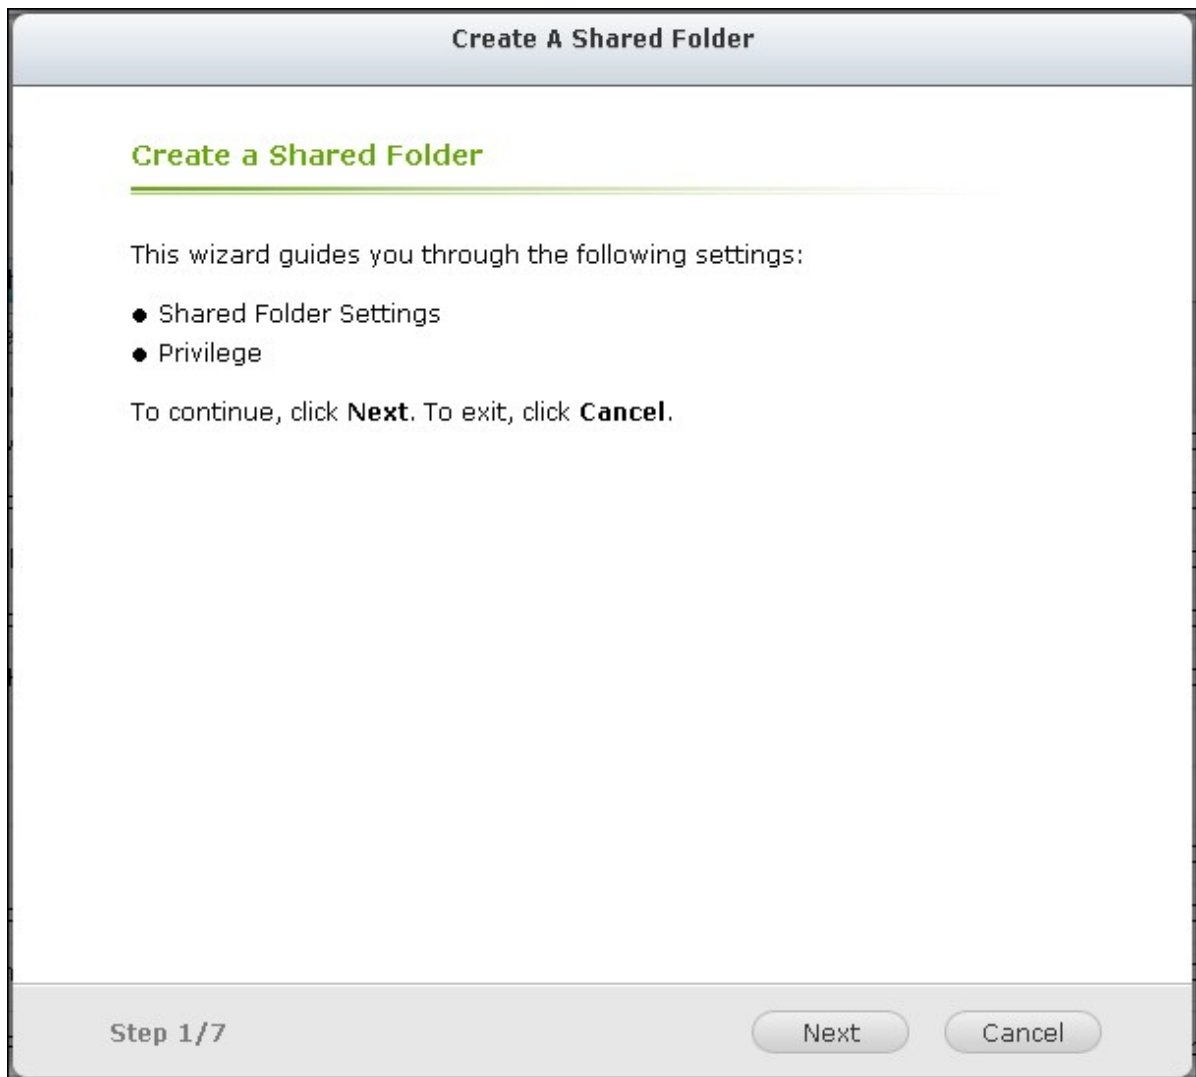 Create A Shared Folder
Create a Shared Folder
This wizard guides you through the following settings:
● Shared Folder Settings
● Privilege
To continue, click Next. To exit, click Cancel.
Step 1/7
Next
Cancel